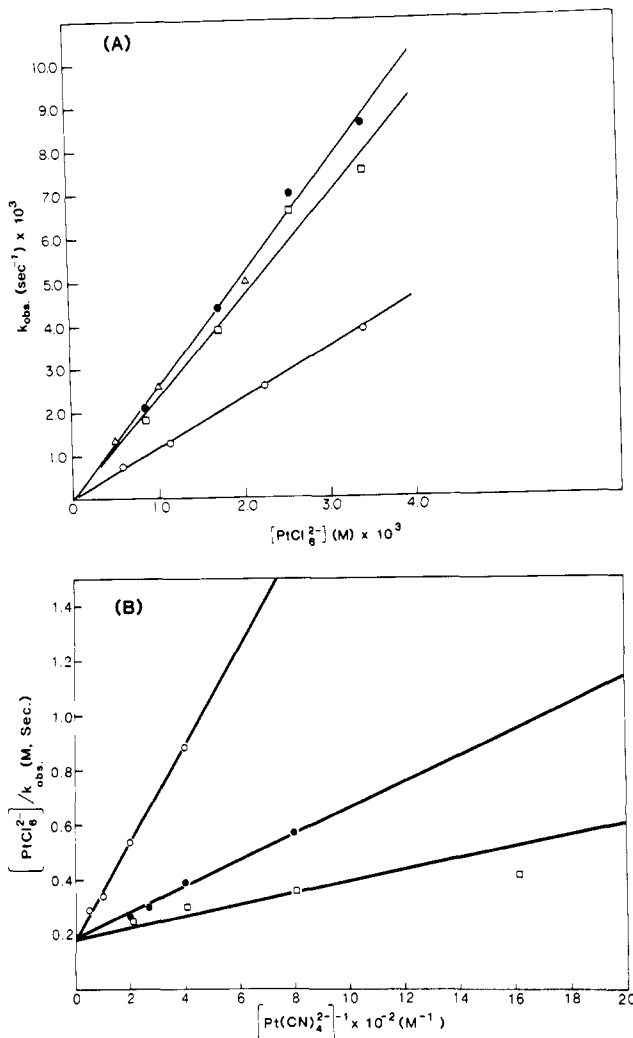 (A)
10.0
9.0
8.0
7.0
6.0
5.0
4.0
3.0
2.0
1.0
0
k obs. (sec⁻¹) × 10³
0 1.0 2.0 3.0 4.0
[PtCl₆²⁻] (M) × 10³
(B)
1.4
1.2
1.0
0.8
0.6
0.4
0.2
[PtCl₆²⁻]/k obs. (M, Sec.)
0 2 4 6 8 10 12 14 16 18 20
[Pt(CN)₄²⁻]⁻¹ × 10⁻² (M⁻¹)